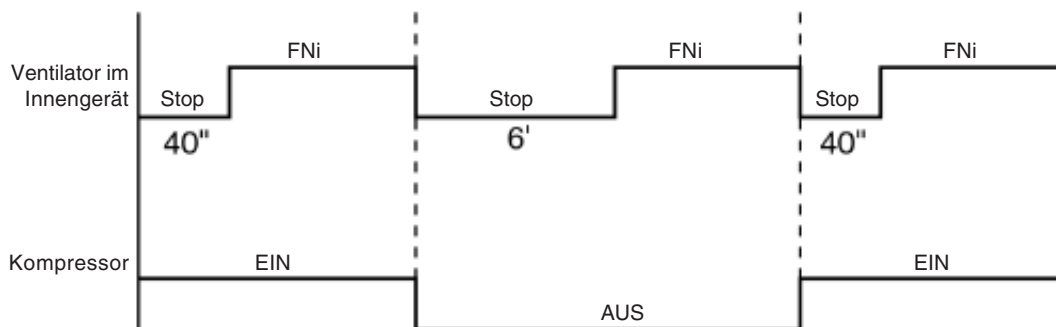 FNi FNi FNi
Ventilator im
Innengerät
Stop Stop Stop
40" 6' 40"
Kompressor
EIN EIN
AUS